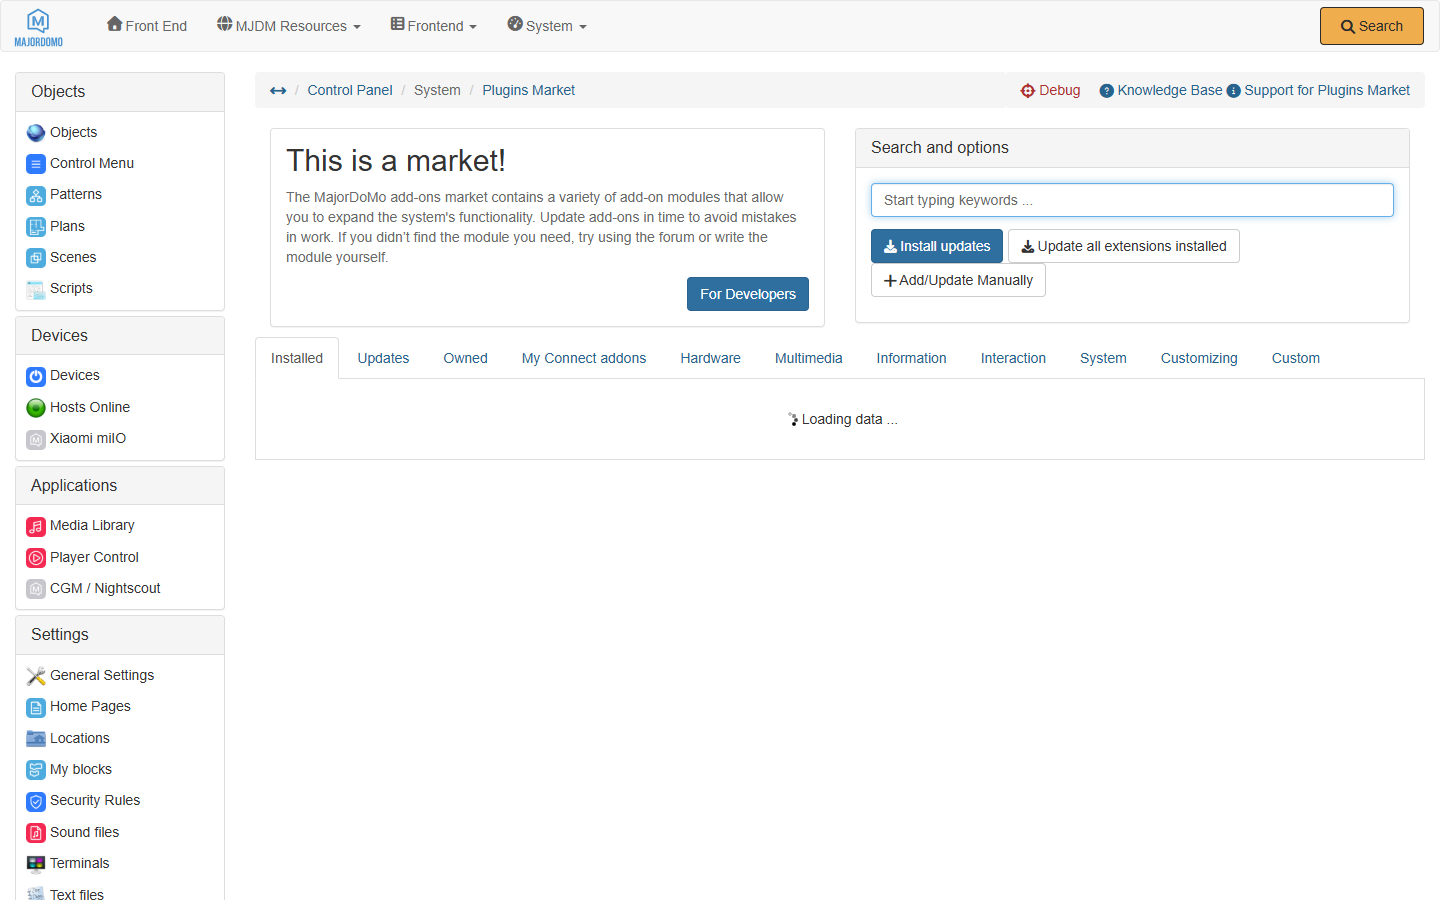 MAJORDOMO
Front End
MJDM Resources
Frontend
System
Search
Objects
Objects
Control Menu
Patterns
Plans
Scenes
Scripts
Devices
Devices
Hosts Online
Xiaomi miIO
Applications
Media Library
Player Control
CGM / Nightscout
Settings
General Settings
Home Pages
Locations
My blocks
Security Rules
Sound files
Terminals
Text files
/ Control Panel / System / Plugins Market
Debug
Knowledge Base
Support for Plugins Market
This is a market!
The MajorDoMo add-ons market contains a variety of add-on modules that allow
you to expand the system's functionality. Update add-ons in time to avoid mistakes
in work. If you didn't find the module you need, try using the forum or write the
module yourself.
For Developers
Search and options
Start typing keywords ...
Install updates
Update all extensions installed
Add/Update Manually
Installed
Updates
Owned
My Connect addons
Hardware
Multimedia
Information
Interaction
System
Customizing
Custom
Loading data ...